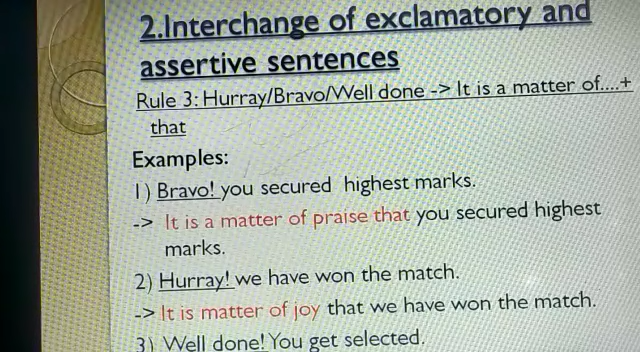 2.Interchange of exclamatory and
assertive sentences
Rule 3: Hurray/Bravo/Well done -> It is a matter of....+
that
Examples:
1) Bravo! you secured highest marks.
-> It is a matter of praise that you secured highest
marks.
2) Hurray! we have won the match.
-> It is matter of joy that we have won the match.
3) Well done! You get selected.